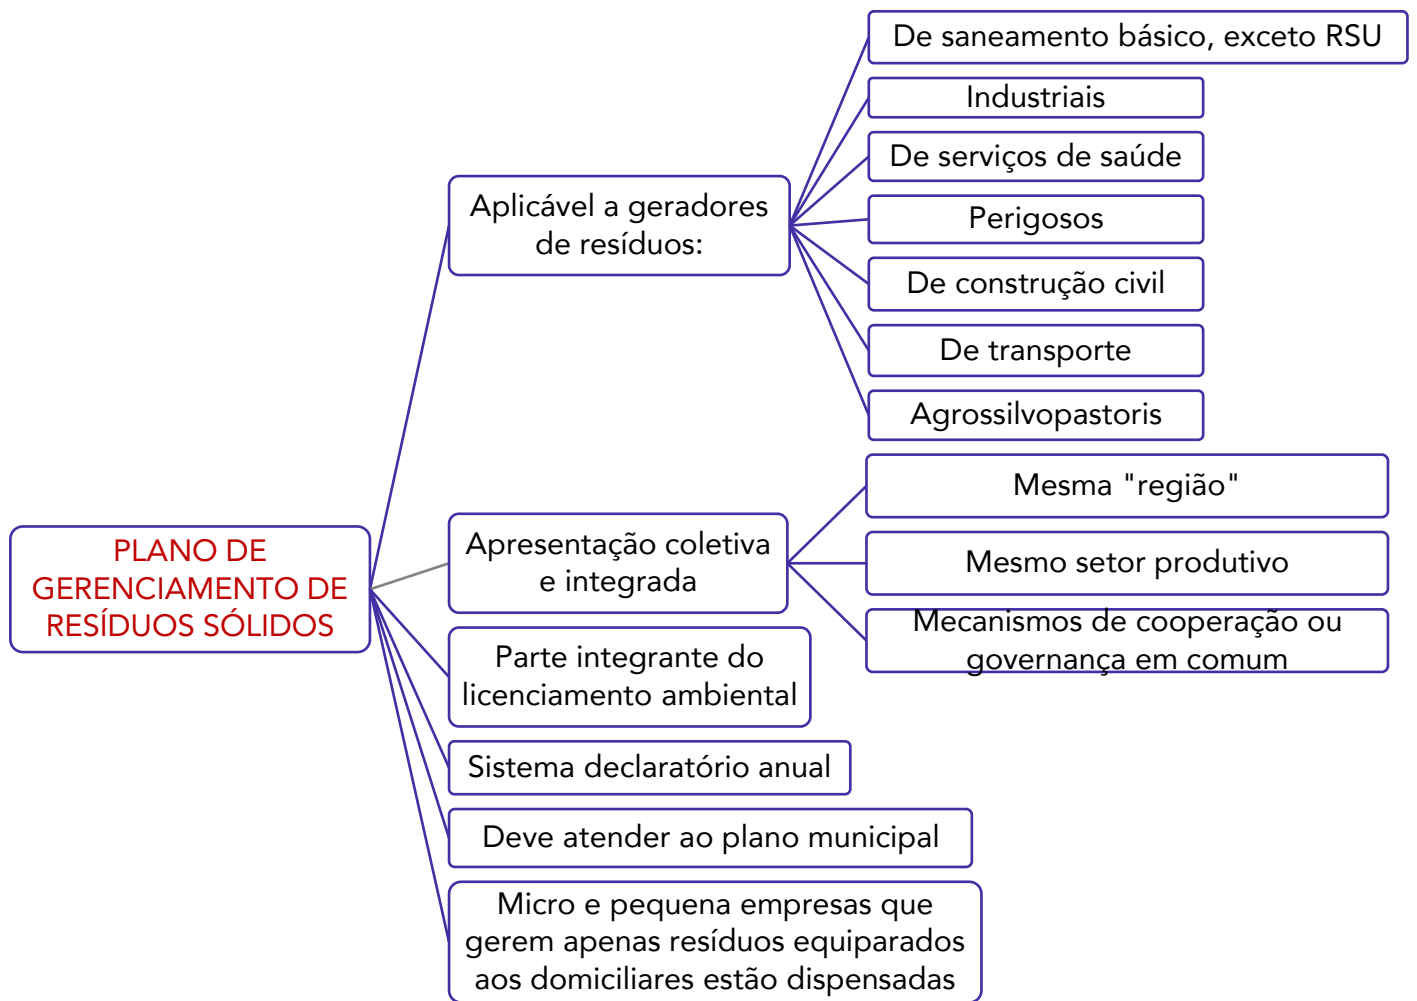 PLANO DE
GERENCIAMENTO DE
RESÍDUOS SÓLIDOS
Aplicável a geradores
de resíduos:
De saneamento básico, exceto RSU
Industriais
De serviços de saúde
Perigosos
De construção civil
De transporte
Agrossilvopastoris
Apresentação coletiva
e integrada
Mesma "região"
Mesmo setor produtivo
Mecanismos de cooperação ou
governança em comum
Parte integrante do
licenciamento ambiental
Sistema declaratório anual
Deve atender ao plano municipal
Micro e pequena empresas que
gerem apenas resíduos equiparados
aos domiciliares estão dispensadas